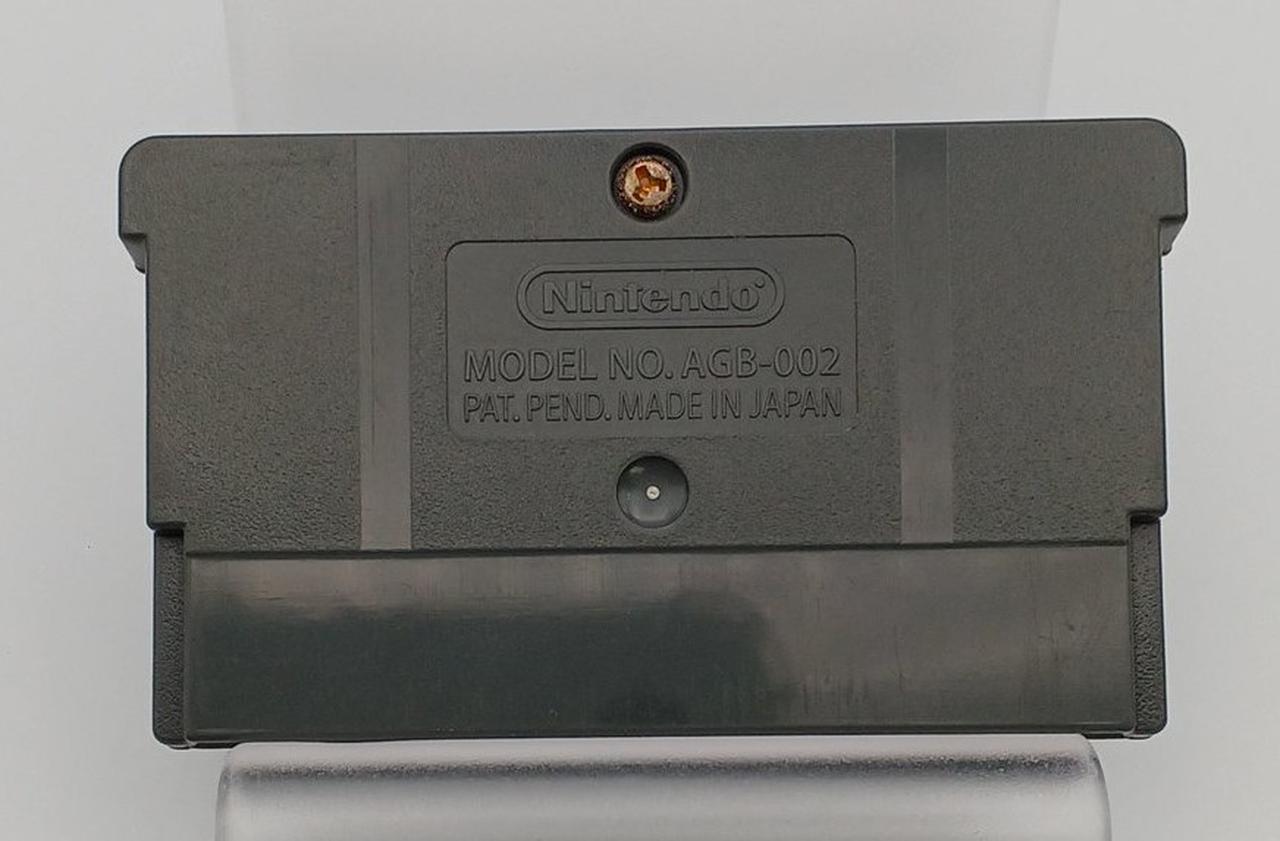 Nintendo
MODEL NO. AGB-002
PAT. PEND. MADE IN JAPAN